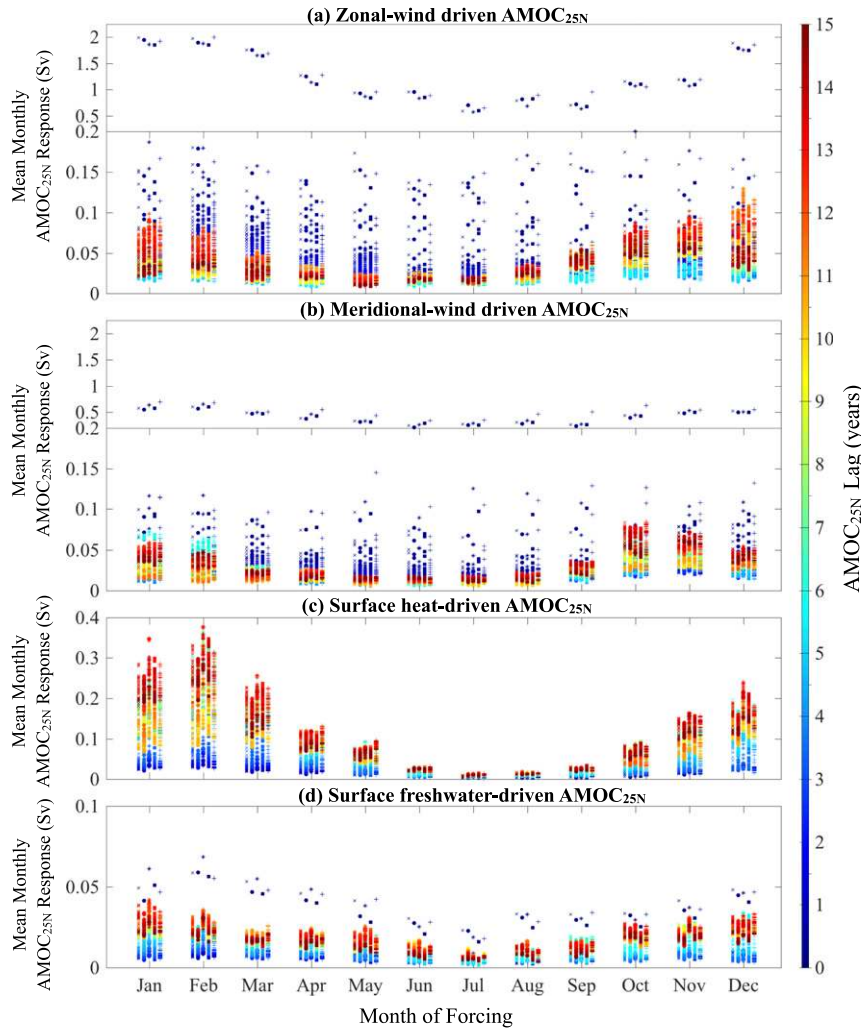 (a) Zonal-wind driven AMOC25N
Mean Monthly
AMOC25N Response (Sv)
2
1.5
1
0.5
0.2
0.15
0.1
0.05
0
(b) Meridional-wind driven AMOC25N
Mean Monthly
AMOC25N Response (Sv)
2
1.5
1
0.5
0.2
0.15
0.1
0.05
0
(c) Surface heat-driven AMOC25N
Mean Monthly
AMOC25N Response (Sv)
0.4
0.3
0.2
0.1
0
(d) Surface freshwater-driven AMOC25N
Mean Monthly
AMOC25N Response (Sv)
0.1
0.05
0
Jan Feb Mar Apr May Jun Jul Aug Sep Oct Nov Dec
Month of Forcing
15
14
13
12
11
10
9
8
7
6
5
4
3
2
1
0
AMOC25N Lag (years)